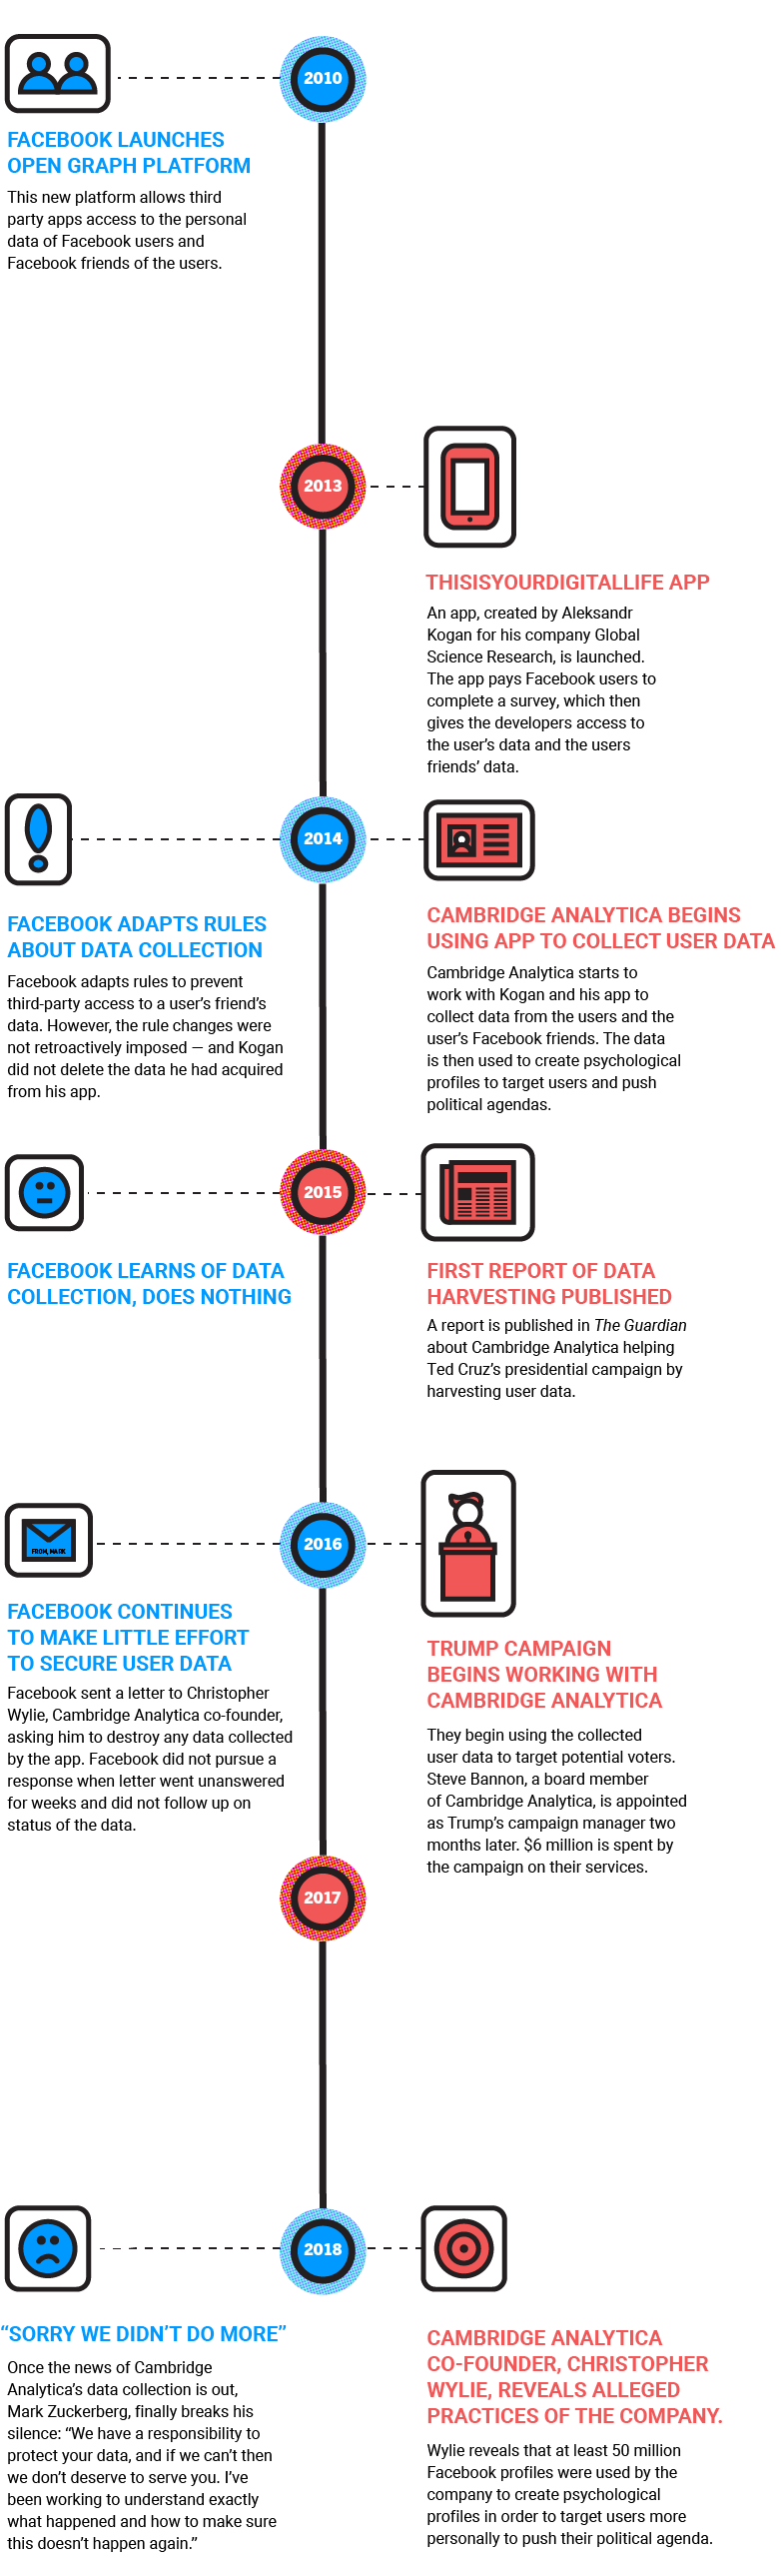 2010
FACEBOOK LAUNCHES
OPEN GRAPH PLATFORM
This new platform allows third
party apps access to the personal
data of Facebook users and
Facebook friends of the users.
2013
THISISYOURDIGITALLIFE APP
An app, created by Aleksandr
Kogan for his company Global
Science Research, is launched.
The app pays Facebook users to
complete a survey, which then
gives the developers access to
the user’s data and the users
friends’ data.
2014
FACEBOOK ADAPTS RULES
ABOUT DATA COLLECTION
Facebook adapts rules to prevent
third-party access to a user’s friend’s
data. However, the rule changes were
not retroactively imposed — and Kogan
did not delete the data he had acquired
from his app.
CAMBRIDGE ANALYTICA BEGINS
USING APP TO COLLECT USER DATA
Cambridge Analytica starts to
work with Kogan and his app to
collect data from the users and the
user’s Facebook friends. The data
is then used to create psychological
profiles to target users and push
political agendas.
2015
FACEBOOK LEARNS OF DATA
COLLECTION, DOES NOTHING
FIRST REPORT OF DATA
HARVESTING PUBLISHED
A report is published in The Guardian
about Cambridge Analytica helping
Ted Cruz’s presidential campaign by
harvesting user data.
2016
FROM, MARK
FACEBOOK CONTINUES
TO MAKE LITTLE EFFORT
TO SECURE USER DATA
Facebook sent a letter to Christopher
Wylie, Cambridge Analytica co-founder,
asking him to destroy any data collected
by the app. Facebook did not pursue a
response when letter went unanswered
for weeks and did not follow up on
status of the data.
TRUMP CAMPAIGN
BEGINS WORKING WITH
CAMBRIDGE ANALYTICA
They begin using the collected
user data to target potential voters.
Steve Bannon, a board member
of Cambridge Analytica, is appointed
as Trump’s campaign manager two
months later. $6 million is spent by
the campaign on their services.
2017
2018
“SORRY WE DIDN’T DO MORE”
Once the news of Cambridge
Analytica’s data collection is out,
Mark Zuckerberg, finally breaks his
silence: “We have a responsibility to
protect your data, and if we can’t then
we don’t deserve to serve you. I’ve
been working to understand exactly
what happened and how to make sure
this doesn’t happen again.”
CAMBRIDGE ANALYTICA
CO-FOUNDER, CHRISTOPHER
WYLIE, REVEALS ALLEGED
PRACTICES OF THE COMPANY.
Wylie reveals that at least 50 million
Facebook profiles were used by the
company to create psychological
profiles in order to target users more
personally to push their political agenda.